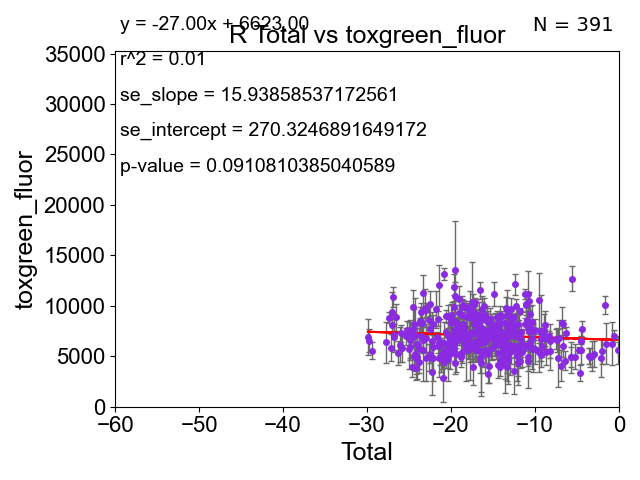 y = -27.00x + 6623.00
N = 391
R Total vs toxgreen_fluor
r^2 = 0.01
se_slope = 15.93858537172561
se_intercept = 270.3246891649172
p-value = 0.0910810385040589
toxgreen_fluor
35000
30000
25000
20000
15000
10000
5000
0
−60
−50
−40
−30
−20
−10
0
Total